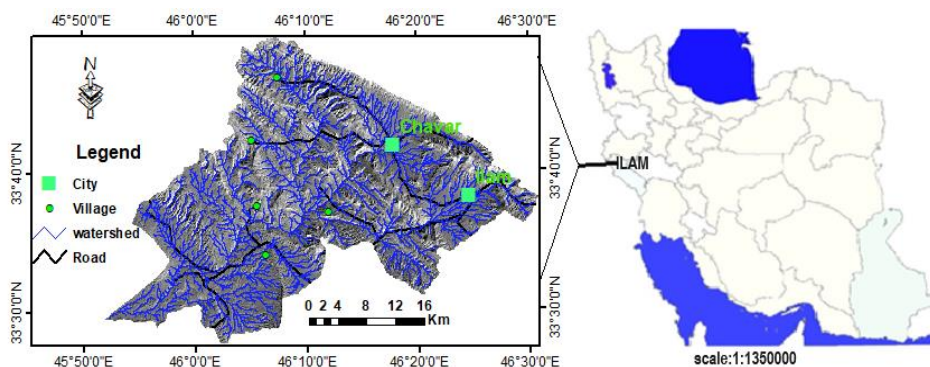 45°50'0"E 46°0'0"E 46°10'0"E 46°20'0"E 46°30'0"E
33°40'0"N
33°30'0"N
Chavar
Ilam
Legend
City
Village
watershed
Road
0 2 4 8 12 16
Km
33°40'0"N
33°30'0"N
45°50'0"E 46°0'0"E 46°10'0"E 46°20'0"E 46°30'0"E
ILAM
scale:1:1350000